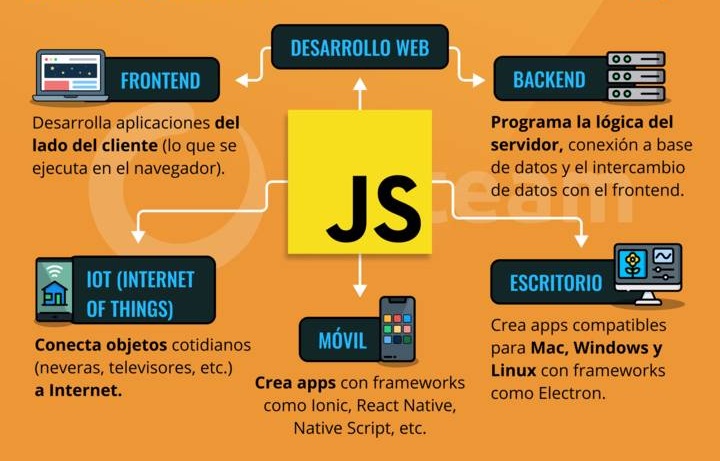 DESARROLLO WEB
FRONTEND
Desarrolla aplicaciones del
lado del cliente (lo que se
ejecuta en el navegador).
BACKEND
Programa la lógica del
servidor, conexión a base
de datos y el intercambio
de datos con el frontend.
JS
IOT (INTERNET
OF THINGS)
Conecta objetos cotidianos
(neveras, televisores, etc.)
a Internet.
MÓVIL
Crea apps con frameworks
como Ionic, React Native,
Native Script, etc.
ESCRITORIO
Crea apps compatibles
para Mac, Windows y
Linux con frameworks
como Electron.